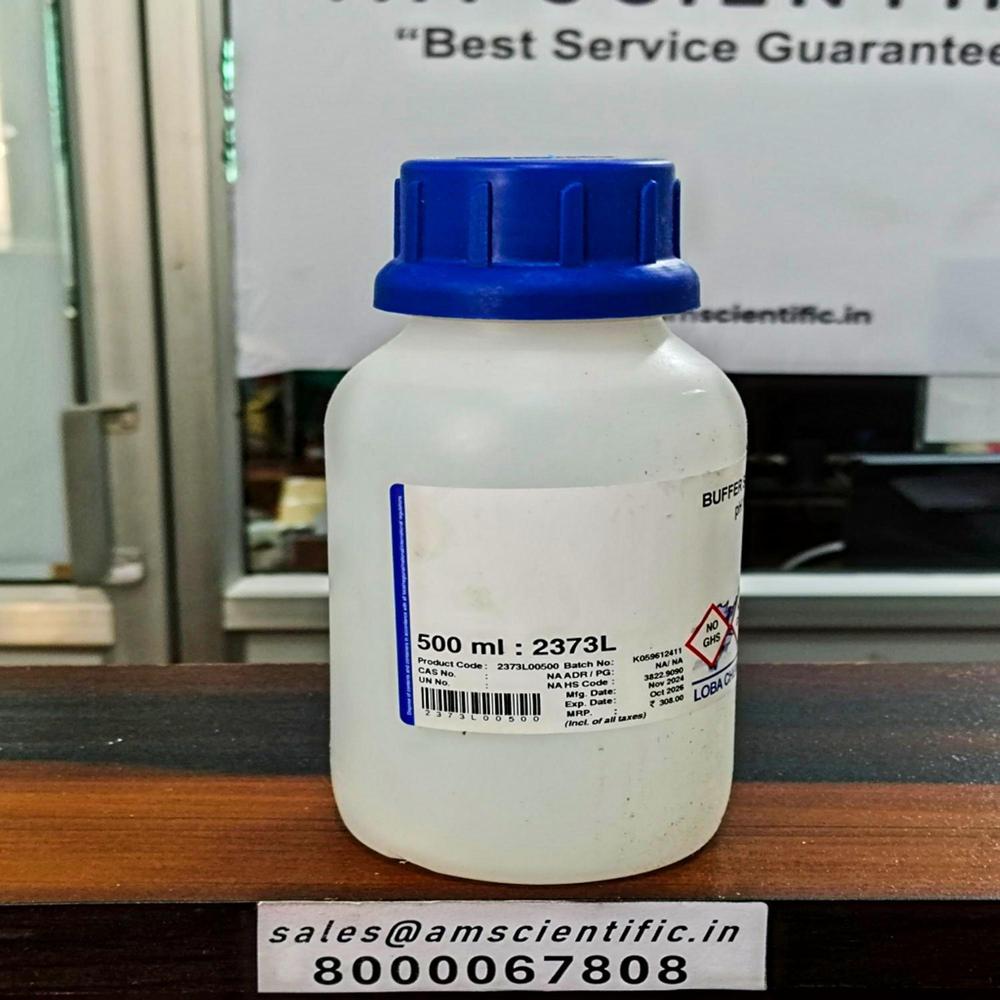 “Best Service Guarantee
mscientific.in
BUFFER
500 ml : 2373L
Product Code : 2373L00500 Batch No: K059612411
CAS No. : NA ADR / PG: NA/ NA
UN No. : NA HS Code : 3822.9090
Mfg. Date: Nov 2024
Exp. Date: Oct 2026
MRP. : ₹ 308.00
(Incl. of all taxes)
2373L00500
NO
GHS
LOBA
sales@amscientific.in
8000067808